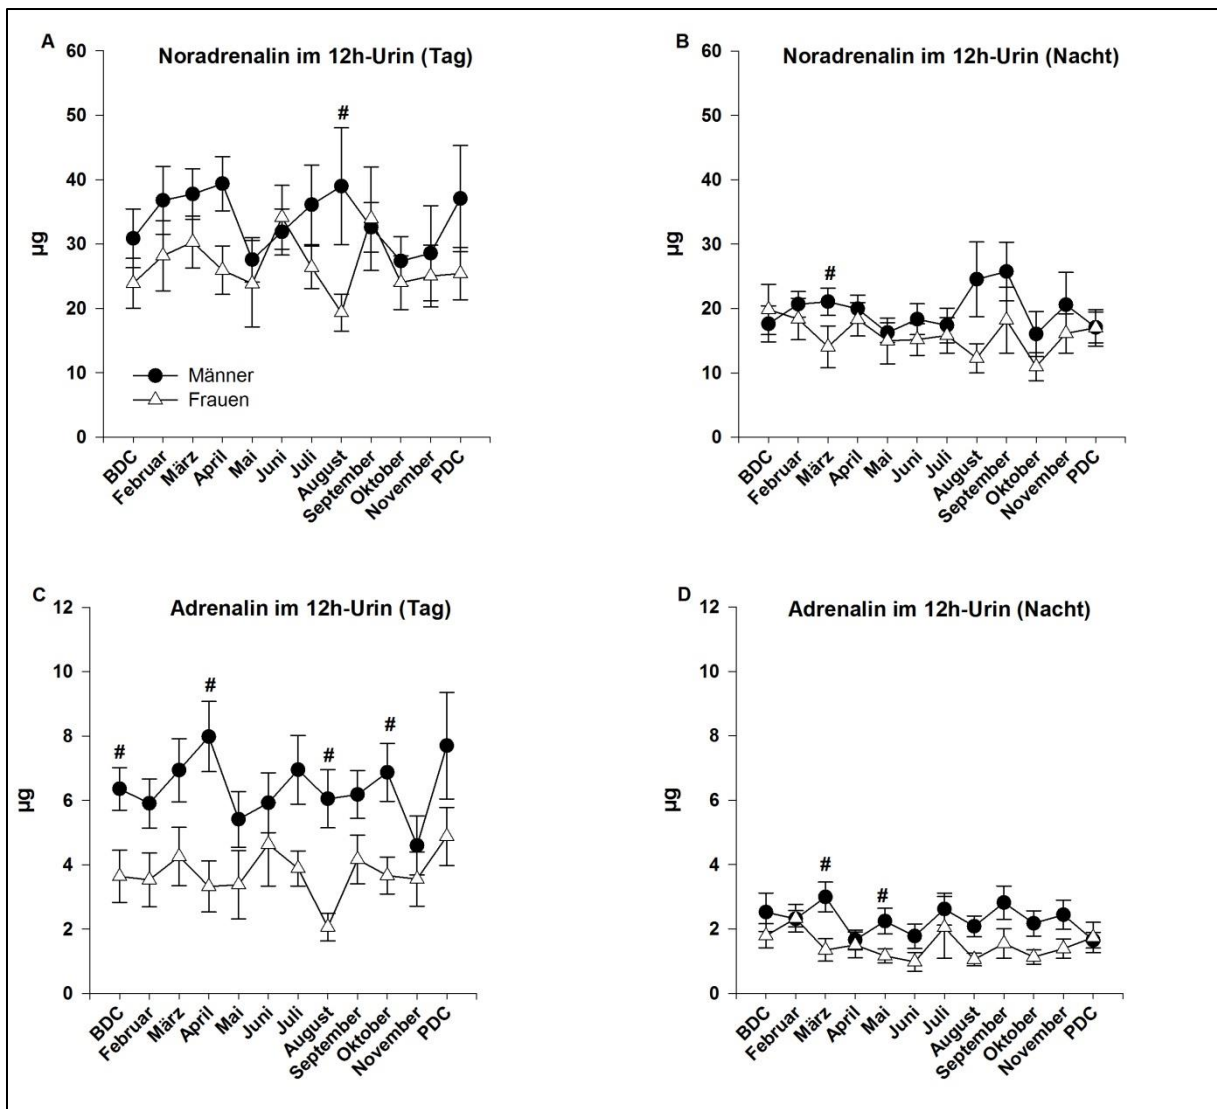 A
Noradrenalin im 12h-Urin (Tag)
60
50
40
30
20
10
0
µg
#
Männer
Frauen
BDC
Februar
März
April
Mai
Juni
Juli
August
September
Oktober
November
PDC
B
Noradrenalin im 12h-Urin (Nacht)
60
50
40
30
20
10
0
µg
#
BDC
Februar
März
April
Mai
Juni
Juli
August
September
Oktober
November
PDC
C
Adrenalin im 12h-Urin (Tag)
12
10
8
6
4
2
0
µg
#
#
#
#
BDC
Februar
März
April
Mai
Juni
Juli
August
September
Oktober
November
PDC
D
Adrenalin im 12h-Urin (Nacht)
12
10
8
6
4
2
0
µg
#
#
BDC
Februar
März
April
Mai
Juni
Juli
August
September
Oktober
November
PDC